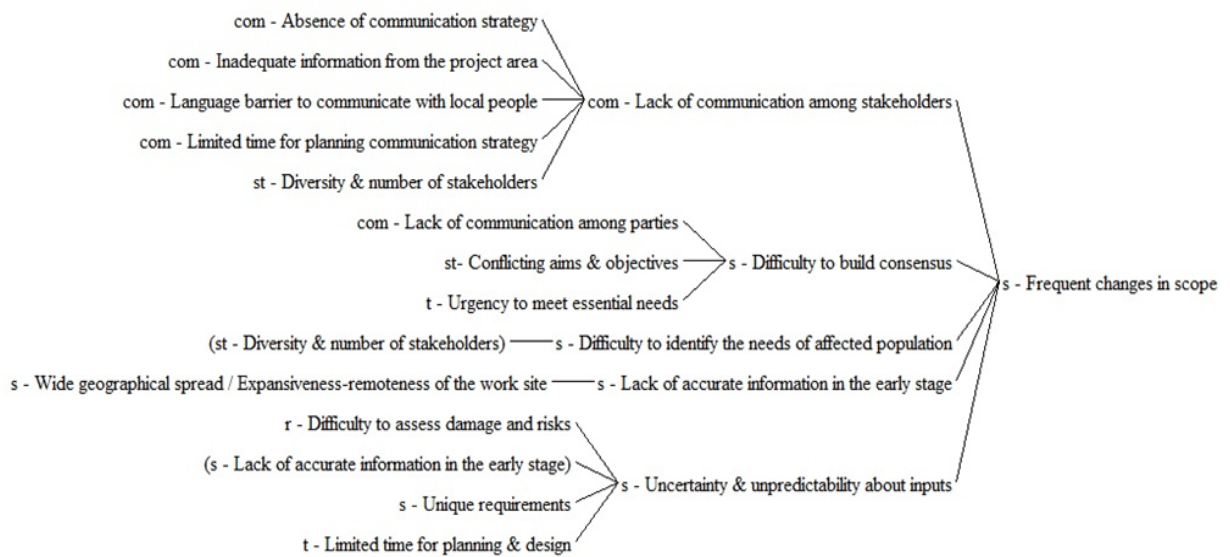 com - Absence of communication strategy
com - Inadequate information from the project area
com - Language barrier to communicate with local people
com - Lack of communication among stakeholders
com - Limited time for planning communication strategy
st - Diversity & number of stakeholders
com - Lack of communication among parties
st- Conflicting aims & objectives
s - Difficulty to build consensus
s - Frequent changes in scope
t - Urgency to meet essential needs
(st - Diversity & number of stakeholders)
s - Difficulty to identify the needs of affected population
s - Wide geographical spread / Expansiveness-remoteness of the work site
s - Lack of accurate information in the early stage
r - Difficulty to assess damage and risks
(s - Lack of accurate information in the early stage)
s - Uncertainty & unpredictability about inputs
s - Unique requirements
t - Limited time for planning & design